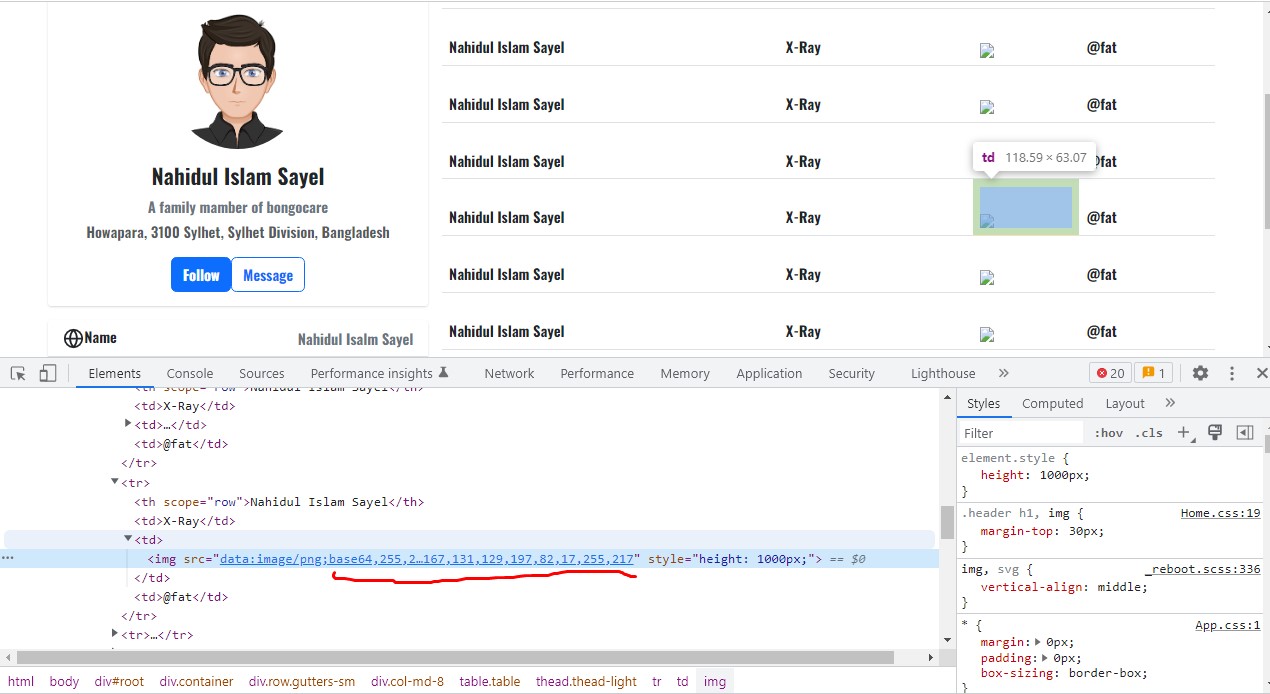 Nahidul Islam Sayel
A family mamber of bongocare
Howapara, 3100 Sylhet, Sylhet Division, Bangladesh
Follow Message
Name Nahidul Isalm Sayel
Nahidul Islam Sayel X-Ray @fat
Nahidul Islam Sayel X-Ray @fat
Nahidul Islam Sayel X-Ray @fat
td 118.59 × 63.07
Nahidul Islam Sayel X-Ray @fat
Nahidul Islam Sayel X-Ray @fat
Nahidul Islam Sayel X-Ray @fat
Elements Console Sources Performance insights Network Performance Memory Application Security Lighthouse » 20 1
<th scope="row">Nahidul Islam Sayel</th>
<td>X-Ray</td>
<td>…</td>
<td>@fat</td>
</tr>
<tr>
<th scope="row">Nahidul Islam Sayel</th>
<td>X-Ray</td>
<td>
<img src="data:image/png;base64,255,2…167,131,129,197,82,17,255,217" style="height: 1000px;"> == $0
</td>
<td>@fat</td>
</tr>
<tr>…</tr>
html body div#root div.container div.row.gutters-sm div.col-md-8 table.table thead.thead-light tr td img
Styles Computed Layout »
Filter :hov .cls +
element.style {
height: 1000px;
}
.header h1, img { Home.css:19
margin-top: 30px;
}
img, svg { _reboot.scss:336
vertical-align: middle;
}
* { App.css:1
margin: 0px;
padding: 0px;
box-sizing: border-box;
}